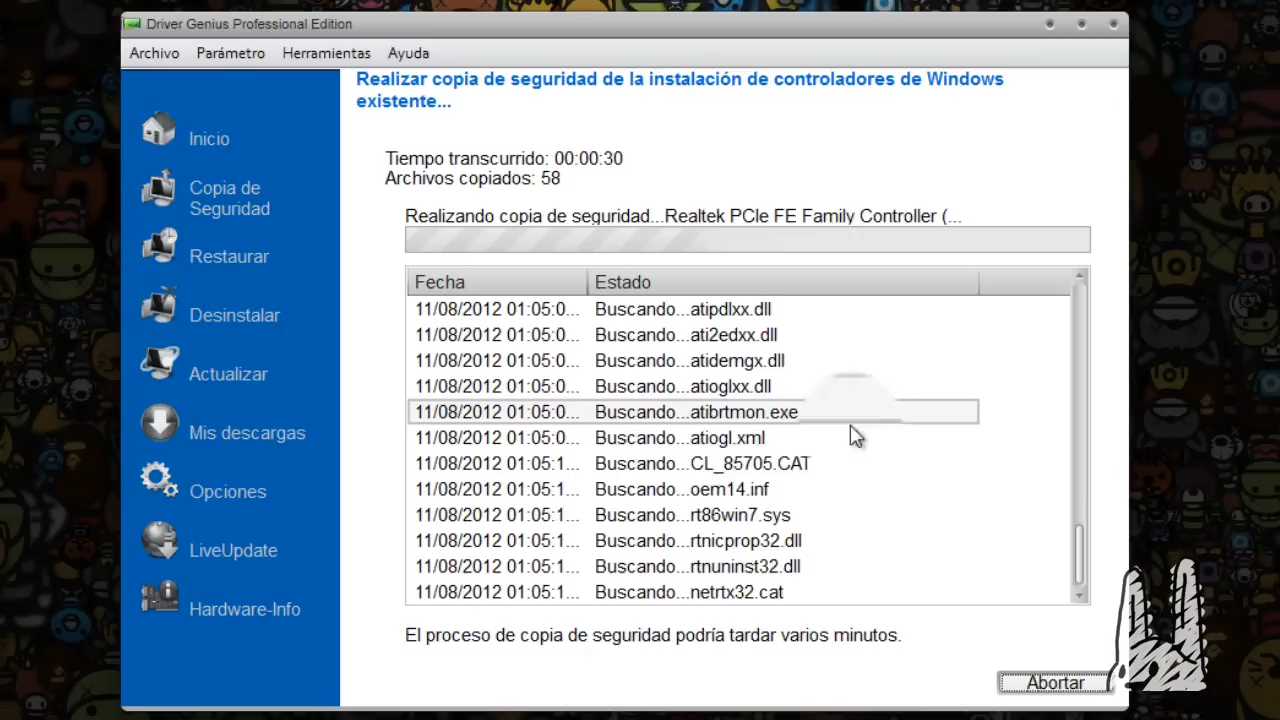 Driver Genius Professional Edition
Archivo Parámetro Herramientas Ayuda
Inicio
Copia de
Seguridad
Restaurar
Desinstalar
Actualizar
Mis descargas
Opciones
LiveUpdate
Hardware-Info
Realizar copia de seguridad de la instalación de controladores de Windows
existente...
Tiempo transcurrido: 00:00:30
Archivos copiados: 58
Realizando copia de seguridad...Realtek PCIe FE Family Controller (...
Fecha Estado
11/08/2012 01:05:0... Buscando...atipdlxx.dll
11/08/2012 01:05:0... Buscando...ati2edxx.dll
11/08/2012 01:05:0... Buscando...atidemgx.dll
11/08/2012 01:05:0... Buscando...atioglxx.dll
11/08/2012 01:05:0... Buscando...atibrtmon.exe
11/08/2012 01:05:0... Buscando...atiogl.xml
11/08/2012 01:05:1... Buscando...CL_85705.CAT
11/08/2012 01:05:1... Buscando...oem14.inf
11/08/2012 01:05:1... Buscando...rt86win7.sys
11/08/2012 01:05:1... Buscando...rtnicprop32.dll
11/08/2012 01:05:1... Buscando...rtnuninst32.dll
11/08/2012 01:05:1... Buscando...netrtx32.cat
El proceso de copia de seguridad podría tardar varios minutos.
Abortar